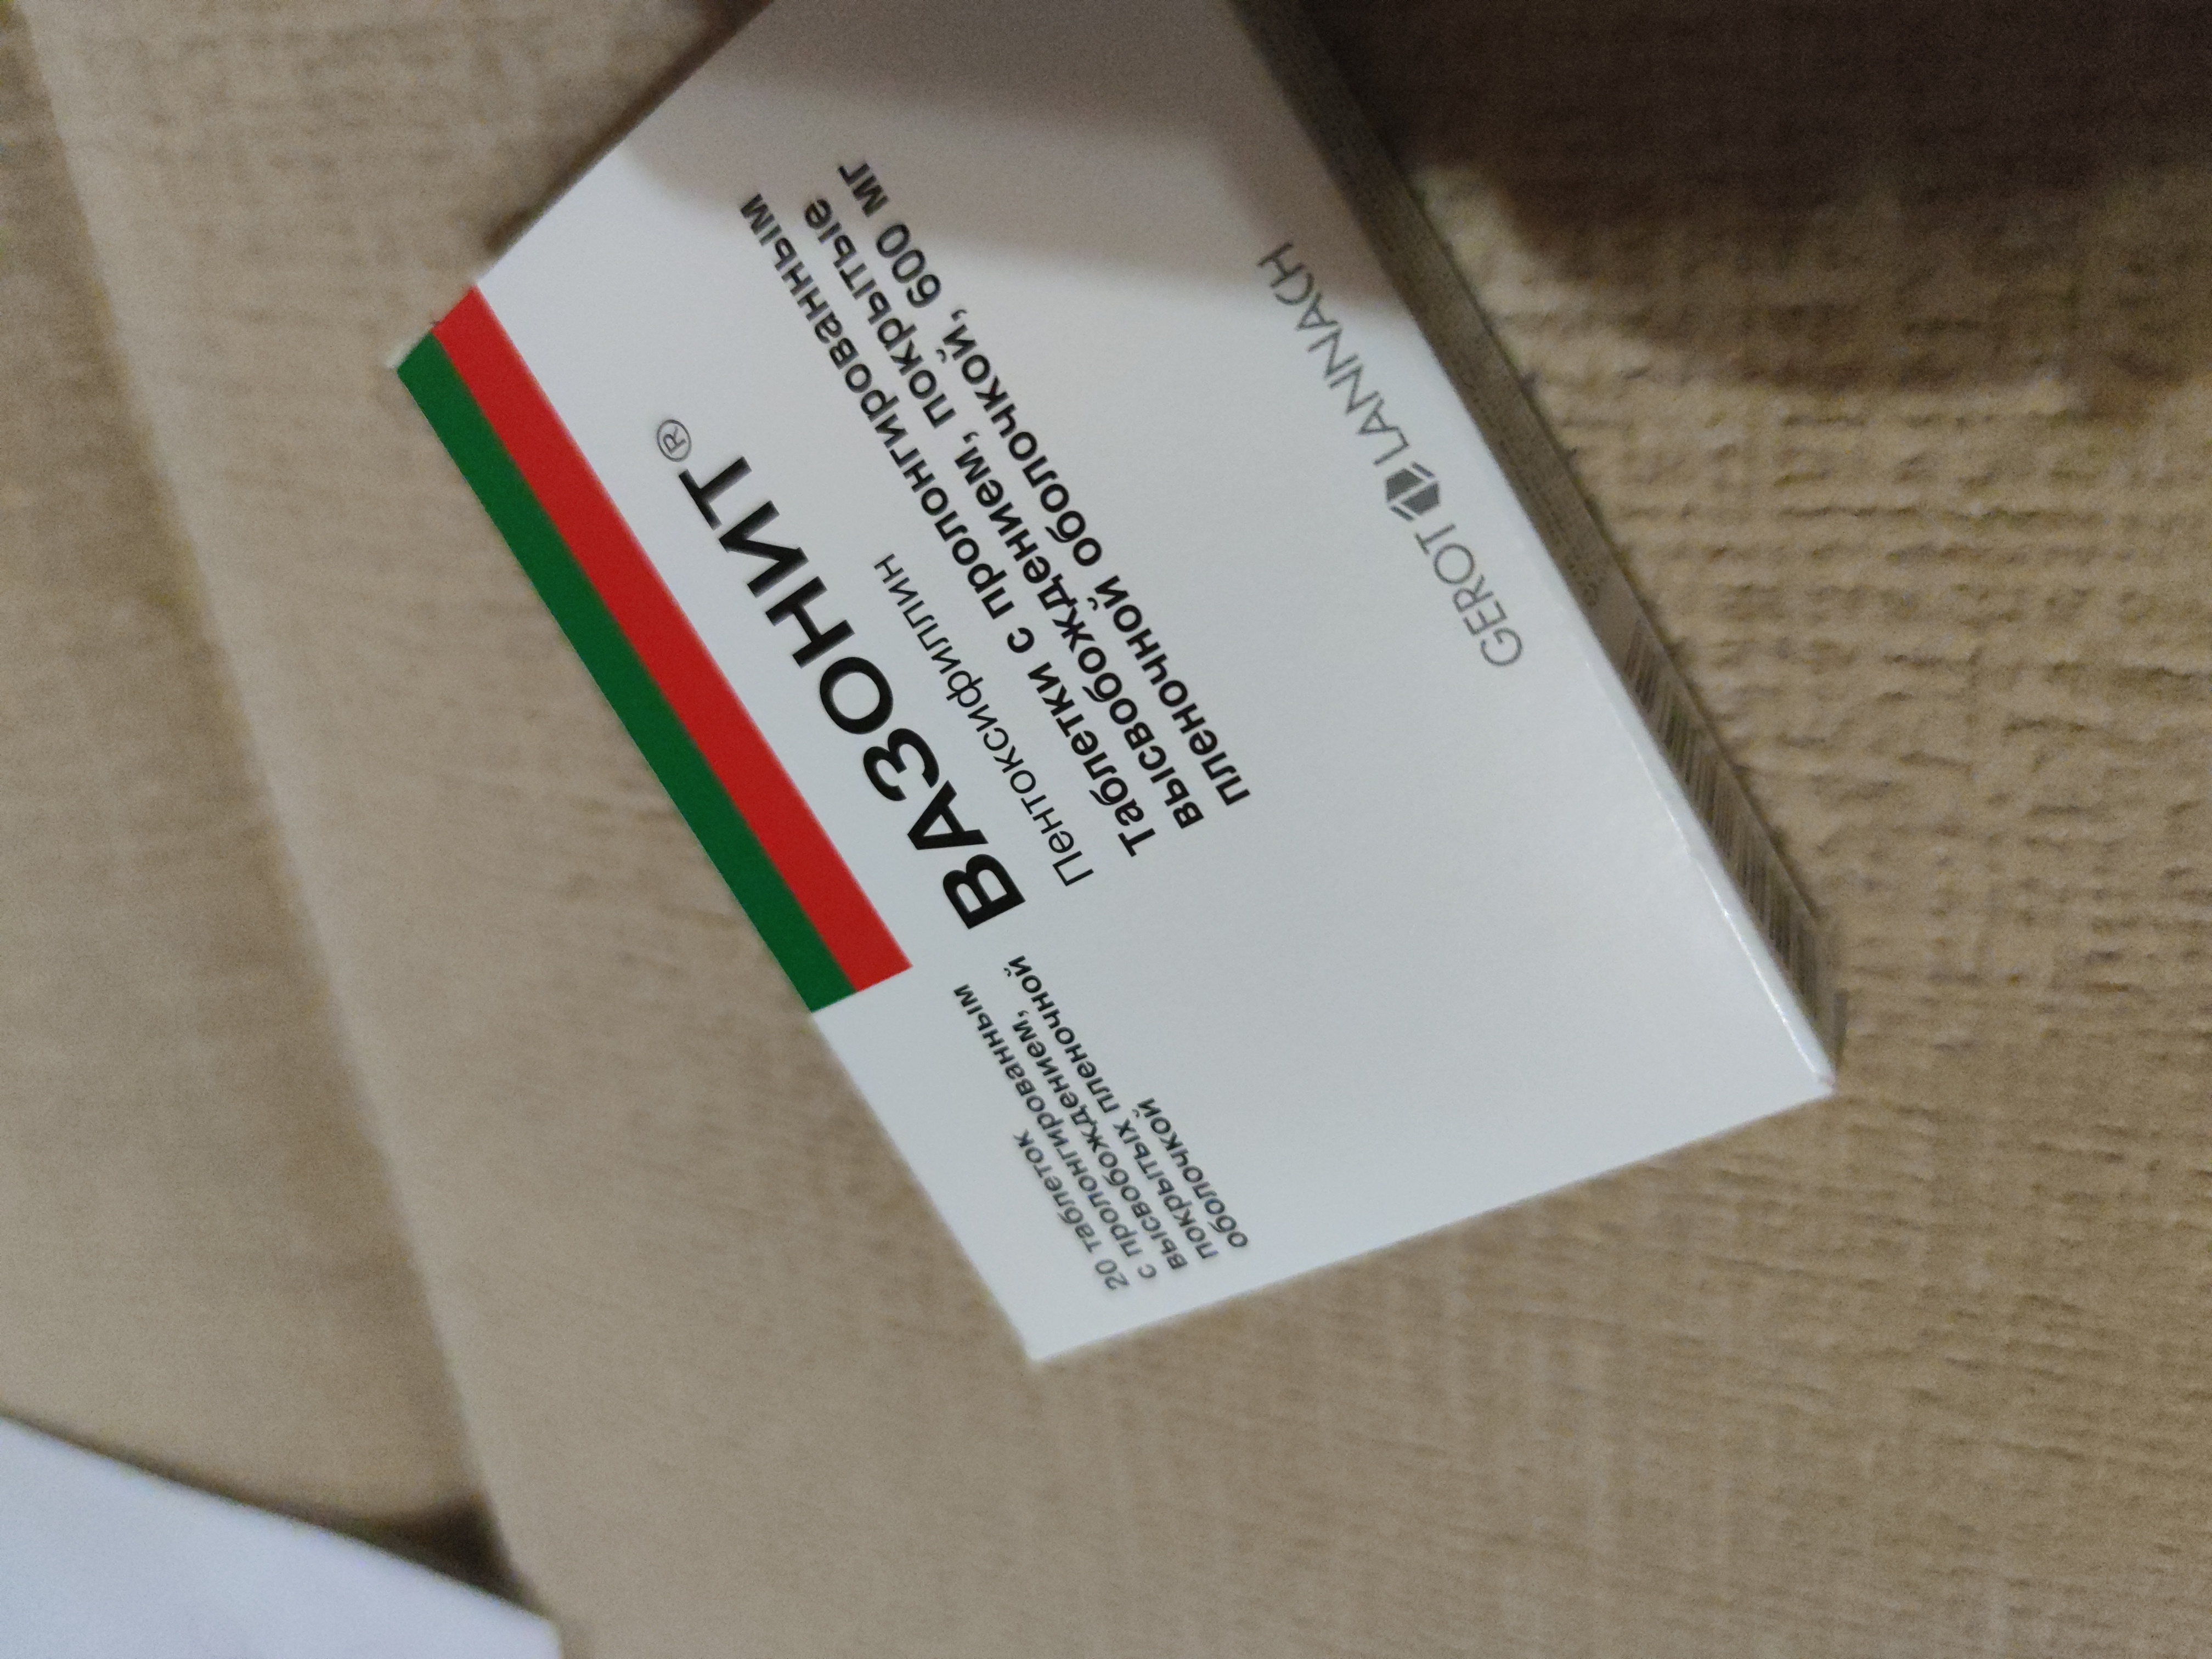 ВАЗОНИТ®
Пентоксифиллин
Таблетки с пролонгированным
высвобождением, покрытые
пленочной оболочкой, 600 мг
20 таблеток
с пролонгированным
высвобождением,
покрытых пленочной
оболочкой
GEROT LANNACH